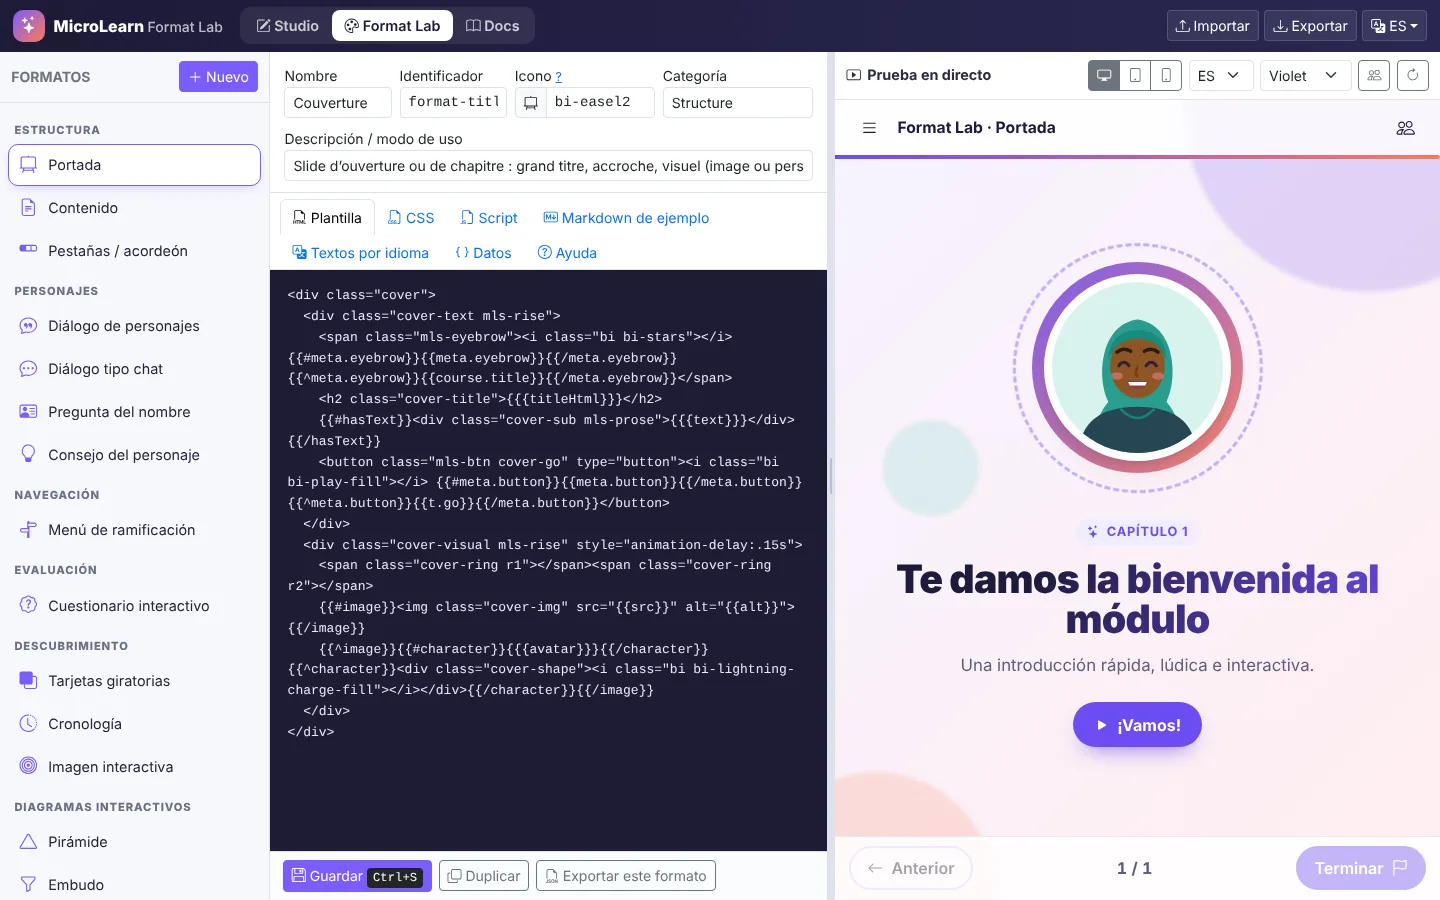 MicroLearn Format Lab
Studio
Format Lab
Docs
Importar
Exportar
ES
FORMATOS
Nuevo
ESTRUCTURA
Portada
Contenido
Pestañas / acordeón
PERSONAJES
Diálogo de personajes
Diálogo tipo chat
Pregunta del nombre
Consejo del personaje
NAVEGACIÓN
Menú de ramificación
EVALUACIÓN
Cuestionario interactivo
DESCUBRIMIENTO
Tarjetas giratorias
Cronología
Imagen interactiva
DIAGRAMAS INTERACTIVOS
Pirámide
Embudo
Nombre
Identificador
Icono ?
Categoría
Couverture
format-titl
bi-easel2
Structure
Descripción / modo de uso
Slide d’ouverture ou de chapitre : grand titre, accroche, visuel (image ou pers
Plantilla
CSS
Script
Markdown de ejemplo
Textos por idioma
Datos
Ayuda
<div class="cover">
<div class="cover-text mls-rise">
<span class="mls-eyebrow"><i class="bi bi-stars"></i>
{{#meta.eyebrow}}{{meta.eyebrow}}{{/meta.eyebrow}}
{{^meta.eyebrow}}{{course.title}}{{/meta.eyebrow}}</span>
<h2 class="cover-title">{{{titleHtml}}}</h2>
{{#hasText}}<div class="cover-sub mls-prose">{{{text}}}</div>
{{/hasText}}
<button class="mls-btn cover-go" type="button"><i class="bi
bi-play-fill"></i> {{#meta.button}}{{meta.button}}{{/meta.button}}
{{^meta.button}}{{t.go}}{{/meta.button}}</button>
</div>
<div class="cover-visual mls-rise" style="animation-delay:.15s">
<span class="cover-ring r1"></span><span class="cover-ring
r2"></span>
{{#image}}<img class="cover-img" src="{{src}}" alt="{{alt}}">
{{/image}}
{{^image}}{{#character}}{{{avatar}}}{{/character}}
{{^character}}<div class="cover-shape"><i class="bi bi-lightning-
charge-fill"></i></div>{{/character}}{{/image}}
</div>
</div>
Guardar Ctrl+S
Duplicar
Exportar este formato
Prueba en directo
ES
Violet
Format Lab · Portada
CAPÍTULO 1
Te damos la bienvenida al
módulo
Una introducción rápida, lúdica e interactiva.
¡Vamos!
Anterior
1 / 1
Terminar